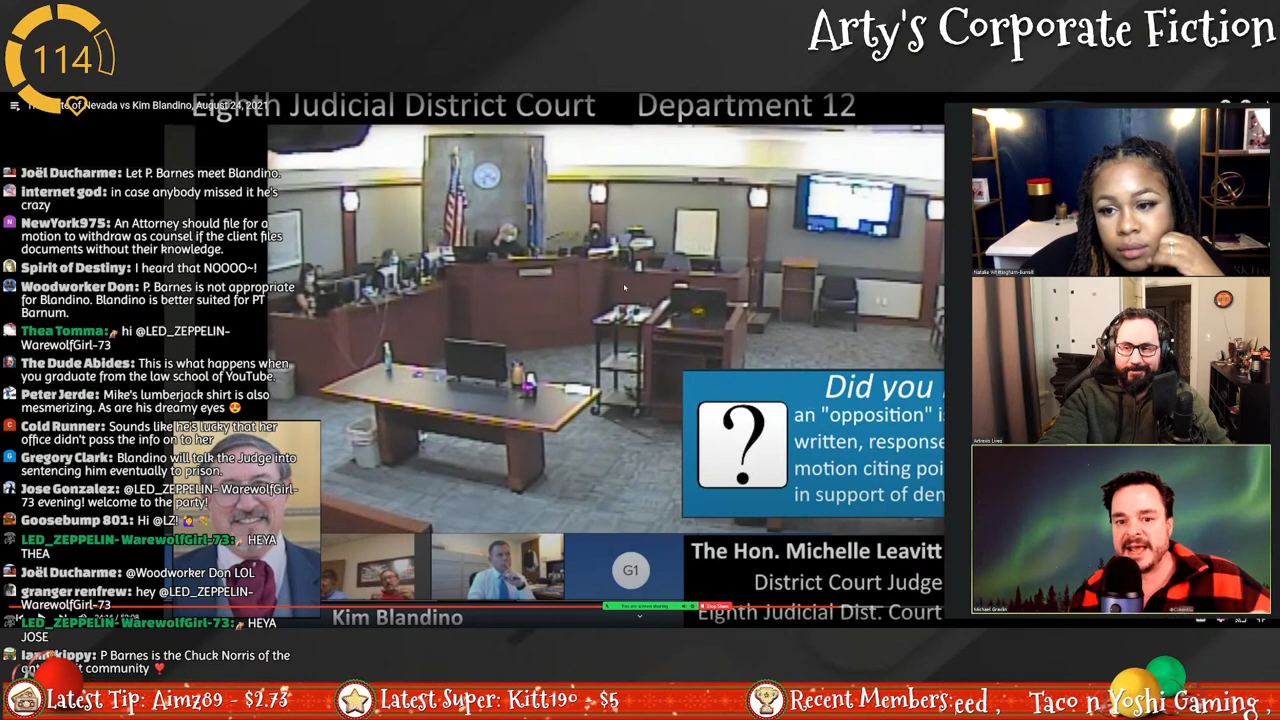 114
Arty's Corporate Fiction
of Nevada vs Kim Blandino, August 24, 2021
Eighth Judicial District Court Department 12
Joël Ducharme: Let P. Barnes meet Blandino.
internet god: in case anybody missed it he's
crazy
NewYork975: An Attorney should file for a
motion to withdraw as counsel if the client files
documents without their knowledge.
Spirit of Destiny: I heard that NOOOO~!
Woodworker Don: P. Barnes is not appropriate
for Blandino. Blandino is better suited for PT
Barnum.
Thea Tomma: hi @LED_ZEPPELIN-
WarewolfGirl-73
The Dude Abides: This is what happens when
you graduate from the law school of YouTube.
Peter Jerde: Mike's lumberjack shirt is also
mesmerizing. As are his dreamy eyes 😍
Cold Runner: Sounds like he's lucky that her
office didn't pass the info on to her
Gregory Clark: Blandino will talk the Judge into
sentencing him eventually to prison.
Jose Gonzalez: @LED_ZEPPELIN- WarewolfGirl-
73 evening! welcome to the party!
Goosebump 801: Hi @LZ!
LED_ZEPPELIN- WarewolfGirl-73: HEYA
THEA
Joël Ducharme: @Woodworker Don LOL
granger renfrew: hey @LED_ZEPPELIN-
WarewolfGirl-73
LED_ZEPPELIN- WarewolfGirl-73: HEYA
JOSE
kippy: P Barnes is the Chuck Norris of the
community
Did you
?
an "opposition" i
written, response
motion citing poi
in support of den
G1
Kim Blandino
The Hon. Michelle Leavitt
District Court Judge
Eighth Judicial Dist. Court
You are screen sharing
Stop Share
Michael Gravlin
Latest Tip: Aimz89 - $2.73
Latest Super: Kitt190 - $5
Recent Members: eed , Taco n Yoshi Gaming ,